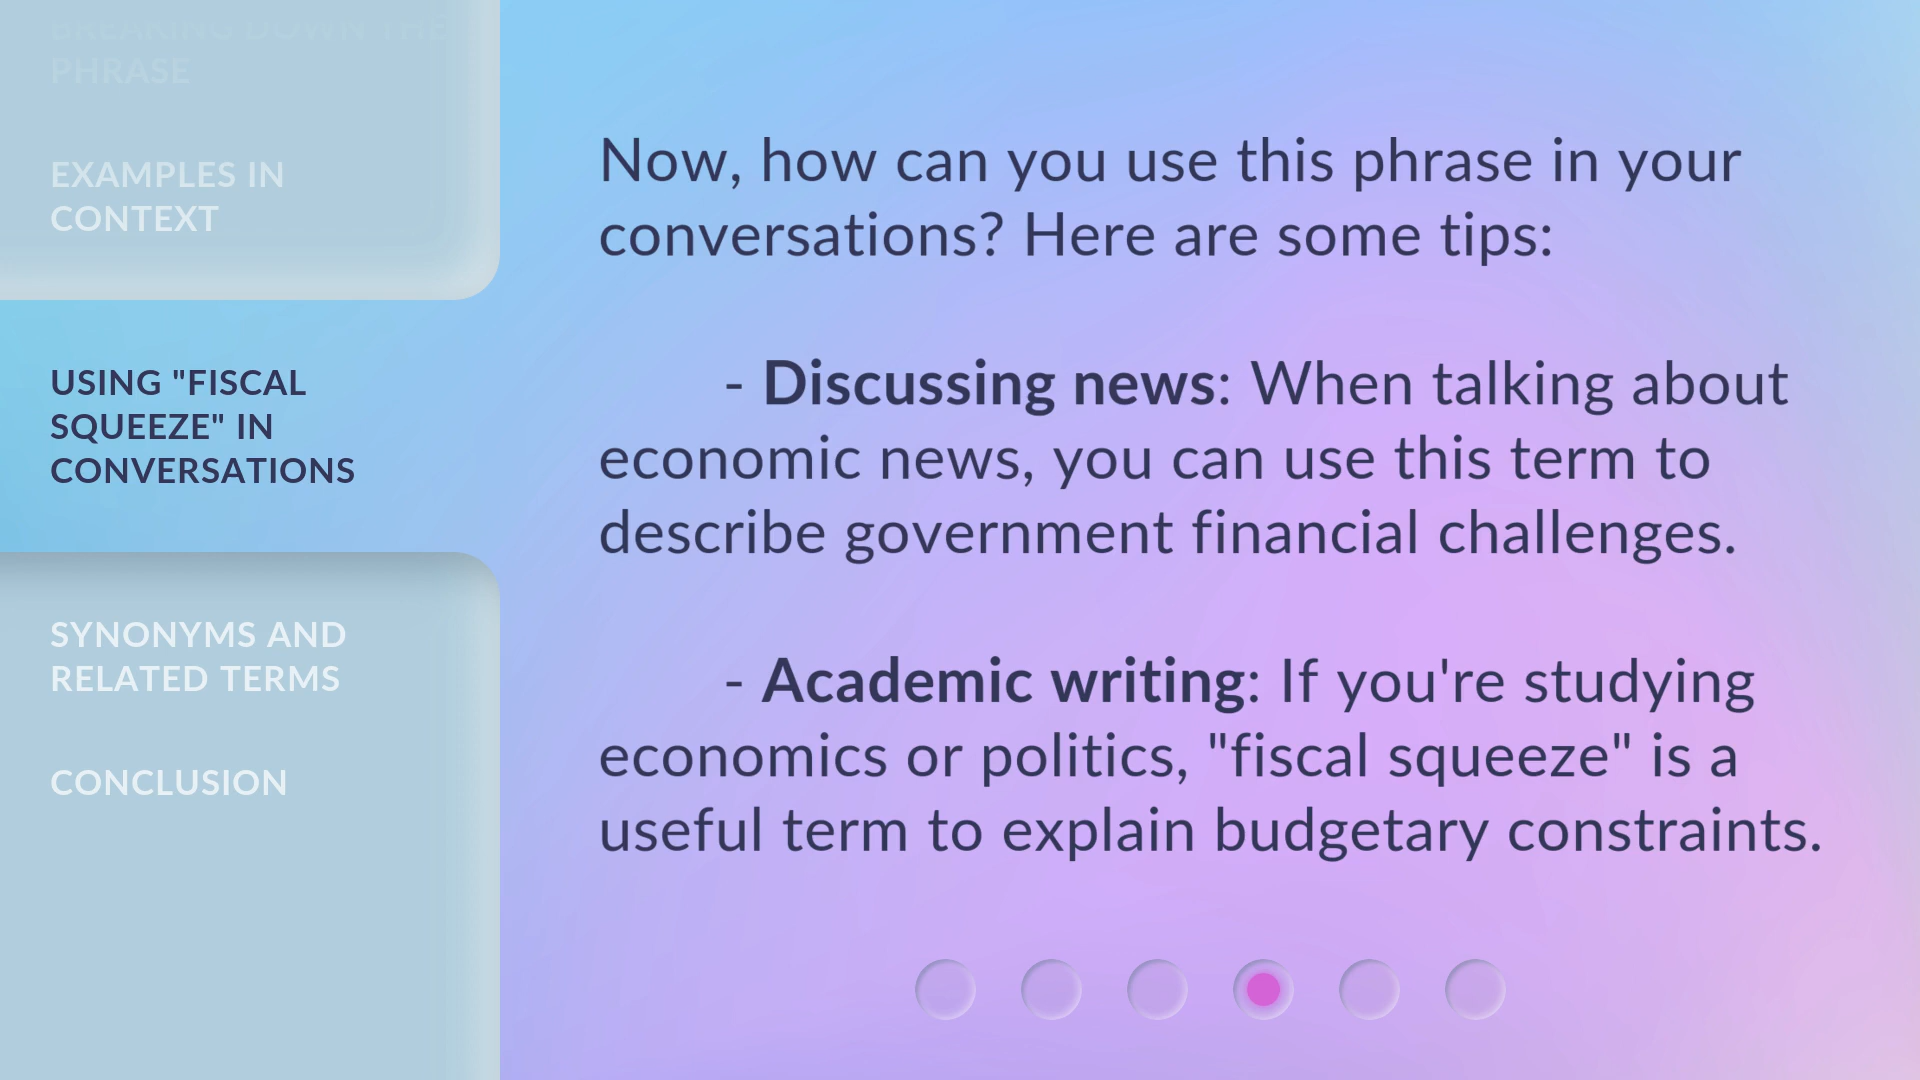 BREAKING DOWN THE
PHRASE
EXAMPLES IN
CONTEXT
USING "FISCAL
SQUEEZE" IN
CONVERSATIONS
SYNONYMS AND
RELATED TERMS
CONCLUSION
Now, how can you use this phrase in your
conversations? Here are some tips:
- Discussing news: When talking about
economic news, you can use this term to
describe government financial challenges.
- Academic writing: If you're studying
economics or politics, "fiscal squeeze" is a
useful term to explain budgetary constraints.